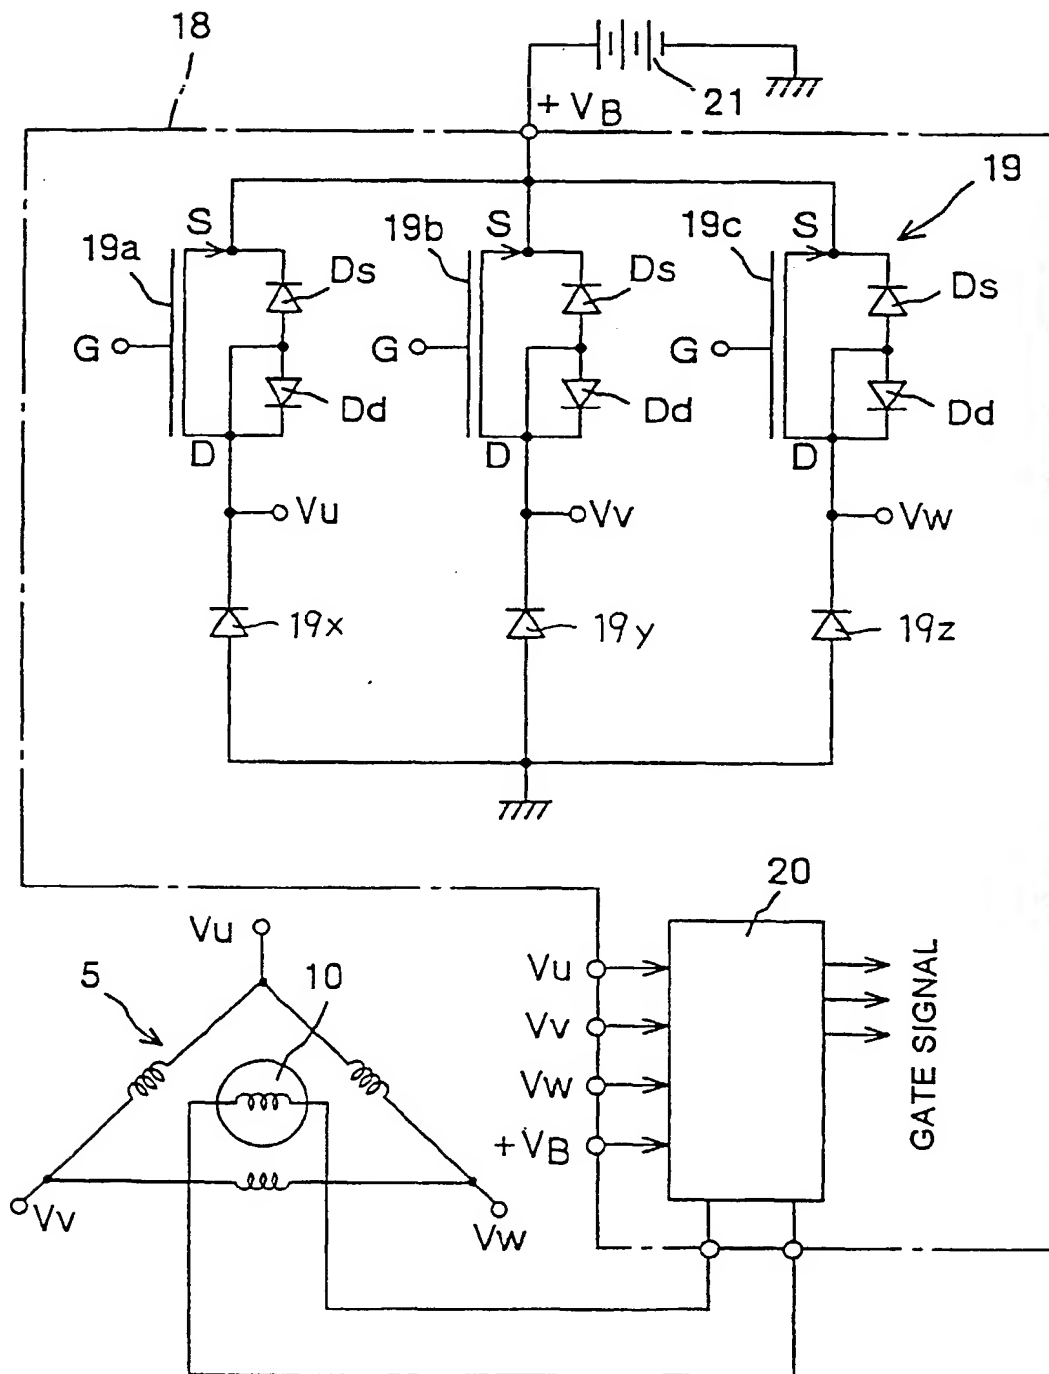 18
21
+ VB
19
S
S
S
19a
19b
19c
Ds
Ds
Ds
G
G
G
Dd
Dd
Dd
D
D
D
Vu
Vv
Vw
19x
19y
19z
20
Vu
5
10
Vu
Vv
Vw
+ VB
GATE SIGNAL
Vv
Vw